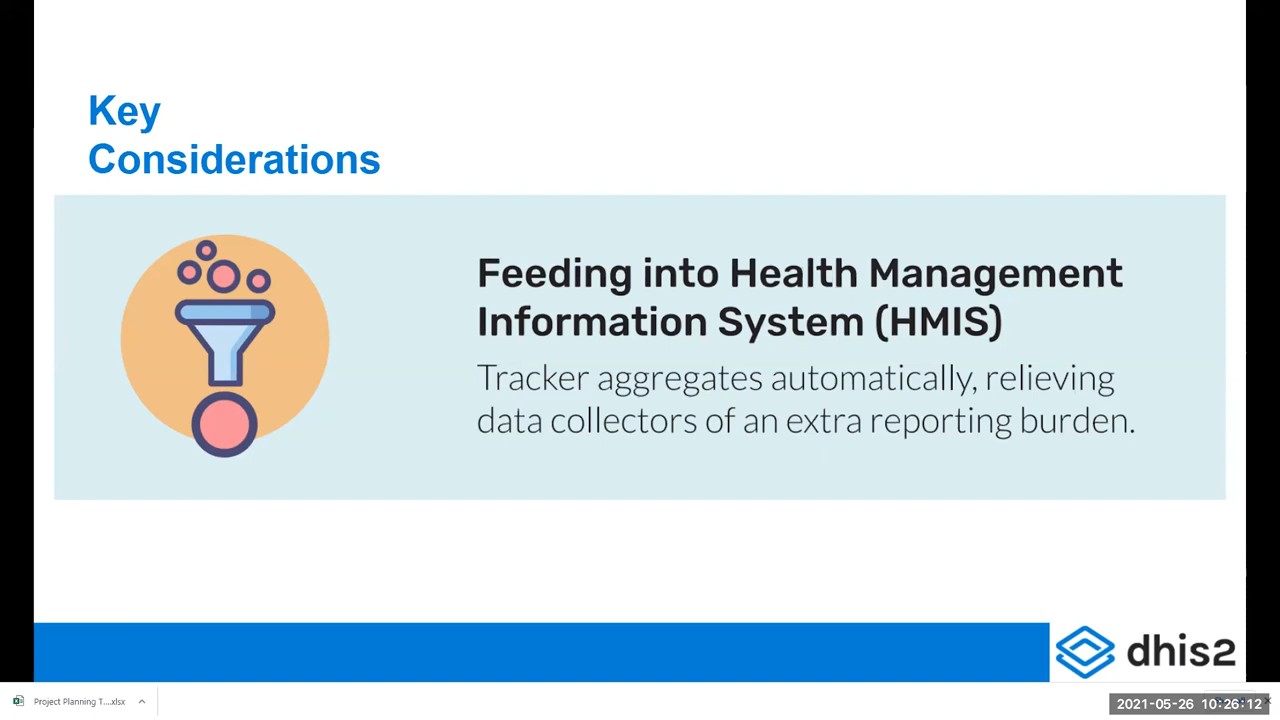 Key
Considerations
Feeding into Health Management
Information System (HMIS)
Tracker aggregates automatically, relieving
data collectors of an extra reporting burden.
dhis2
Project Planning T....xlsx
2021-05-26 10:26:12